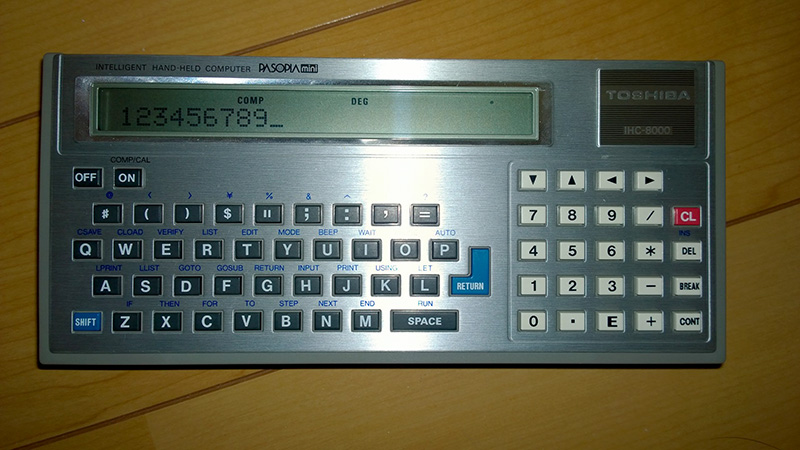 INTELLIGENT HAND-HELD COMPUTER PASOPIA mini
COMP DEG
123456789_
TOSHIBA
IHC-8000
COMP/CAL
OFF ON
▼ ▲ ◄ ►
@ < > ¥ % & ^
# ( ) $ " ; : , =
7 8 9 / CL
CSAVE CLOAD VERIFY LIST EDIT MODE BEEP WAIT AUTO
INS
Q W E R T Y U I O P
4 5 6 * DEL
LPRINT LLIST GOTO GOSUB RETURN INPUT PRINT USING LET
A S D F G H J K L RETURN
1 2 3 − BREAK
IF THEN FOR TO STEP NEXT END RUN
SHIFT Z X C V B N M SPACE
0 . E + CONT